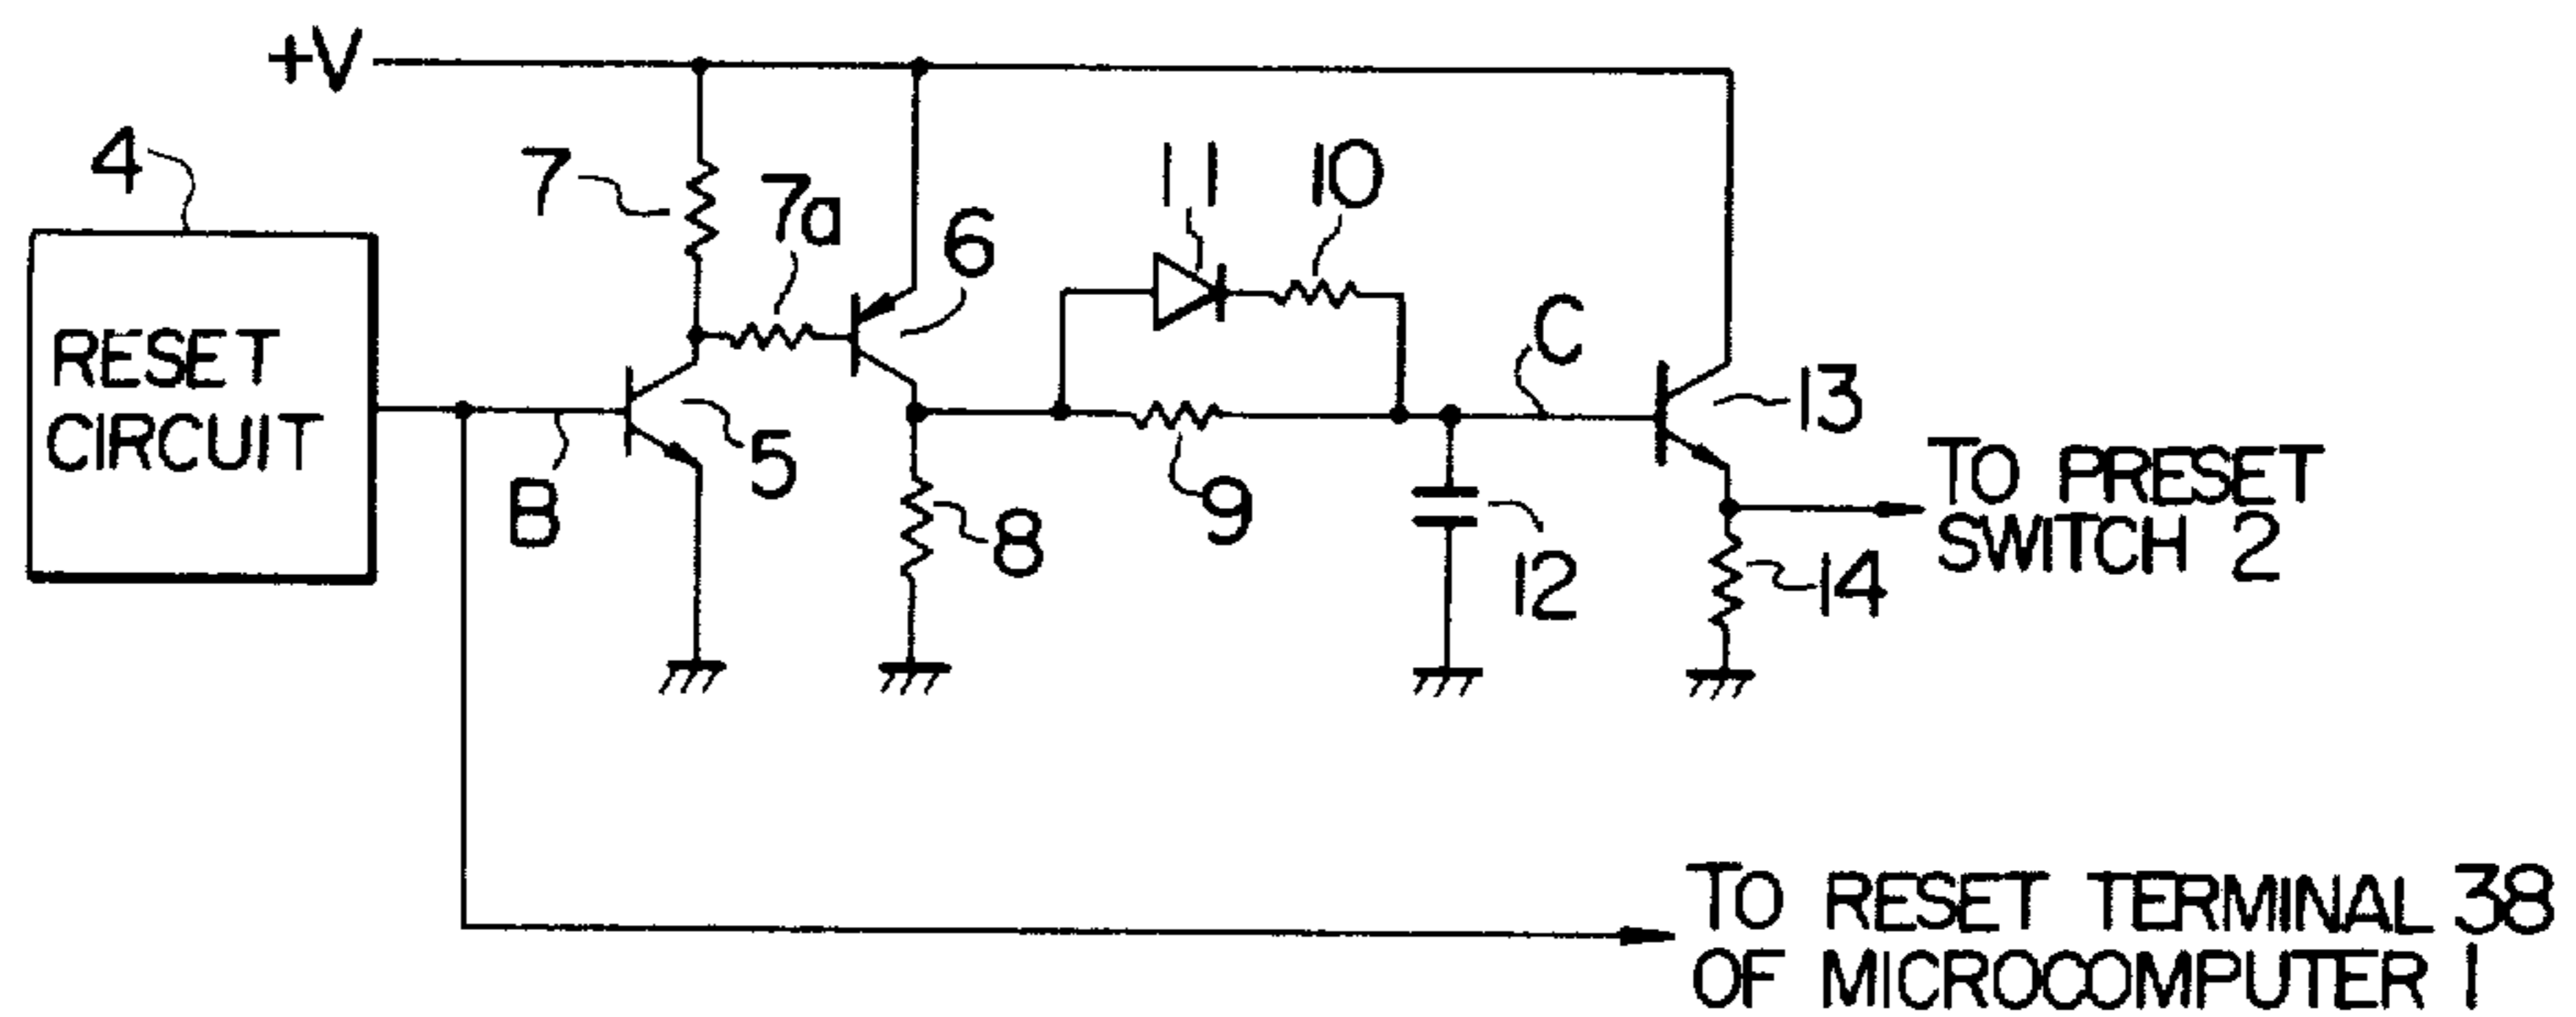 +V
4
7
7a
6
11
10
C
13
RESET
CIRCUIT
B
5
8
9
12
14
TO PRESET
SWITCH 2
TO RESET TERMINAL 38
OF MICROCOMPUTER 1